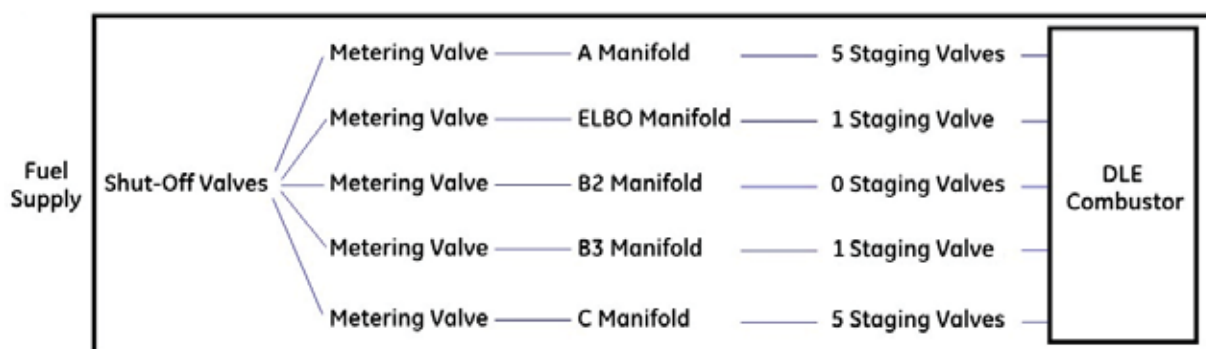 Fuel
Supply
Shut-Off Valves
Metering Valve A Manifold 5 Staging Valves
Metering Valve ELBO Manifold 1 Staging Valve
Metering Valve B2 Manifold 0 Staging Valves
Metering Valve B3 Manifold 1 Staging Valve
Metering Valve C Manifold 5 Staging Valves
DLE
Combustor